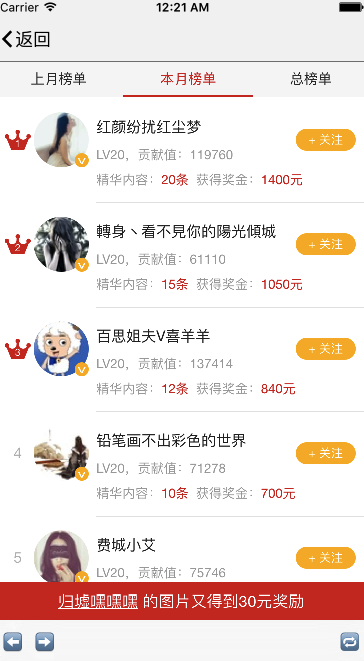 Carrier 12:21 AM
返回
上月榜单 本月榜单 总榜单
1
红颜纷扰红尘梦
+ 关注
LV20，贡献值：119760
精华内容：20条 获得奖金：1400元
2
轉身丶看不見你的陽光傾城
+ 关注
LV20，贡献值：61110
精华内容：15条 获得奖金：1050元
3
百思姐夫V喜羊羊
+ 关注
LV20，贡献值：137414
精华内容：12条 获得奖金：840元
4
铅笔画不出彩色的世界
+ 关注
LV20，贡献值：71278
精华内容：10条 获得奖金：700元
5
费城小艾
+ 关注
LV20，贡献值：75746
归墟嘿嘿嘿 的图片又得到30元奖励